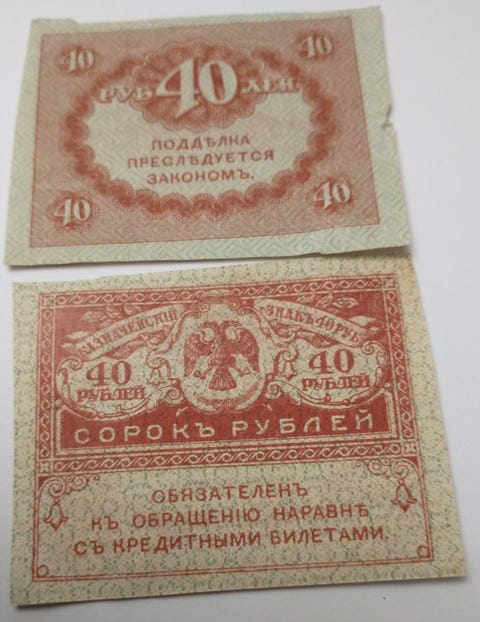 40 40
РУБ 40 ЛЕЙ
ПОДДѢЛКА
ПРЕСЛѢДУЕТСЯ
ЗАКОНОМЪ.
40 40
КАЗНАЧЕЙСКІЙ ЗНАКЪ 40 РУБ.
40 РУБЛЕЙ 40 РУБЛЕЙ
СОРОКЪ РУБЛЕЙ
ОБЯЗАТЕЛЕНЪ
КЪ ОБРАЩЕНІЮ НАРАВНѢ
СЪ КРЕДИТНЫМИ БИЛЕТАМИ.